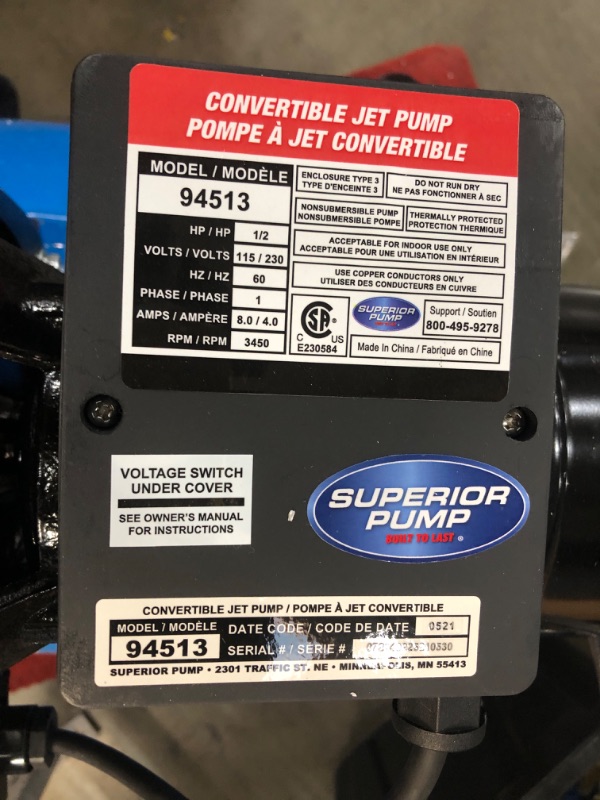 CONVERTIBLE JET PUMP
POMPE À JET CONVERTIBLE
MODEL / MODÈLE
94513
HP / HP 1/2
VOLTS / VOLTS 115 / 230
HZ / HZ 60
PHASE / PHASE 1
AMPS / AMPÈRE 8.0 / 4.0
RPM / RPM 3450
ENCLOSURE TYPE 3
TYPE D'ENCEINTE 3
DO NOT RUN DRY
NE PAS FONCTIONNER À SEC
NONSUBMERSIBLE PUMP
NONSUBMERSIBLE POMPE
THERMALLY PROTECTED
PROTECTION THERMIQUE
ACCEPTABLE FOR INDOOR USE ONLY
ACCEPTABLE POUR UNE UTILISATION EN INTÉRIEUR
USE COPPER CONDUCTORS ONLY
UTILISER DES CONDUCTEURS EN CUIVRE
SA
C US
E230584
SUPERIOR
PUMP
Support / Soutien
800-495-9278
Made In China / Fabriqué en Chine
VOLTAGE SWITCH
UNDER COVER
SEE OWNER'S MANUAL
FOR INSTRUCTIONS
SUPERIOR
PUMP
BUILT TO LAST ®
CONVERTIBLE JET PUMP / POMPE À JET CONVERTIBLE
MODEL / MODÈLE
94513
DATE CODE / CODE DE DATE 0521
SERIAL # / SÉRIE #
SUPERIOR PUMP • 2301 TRAFFIC ST. NE • MINNEAPOLIS, MN 55413